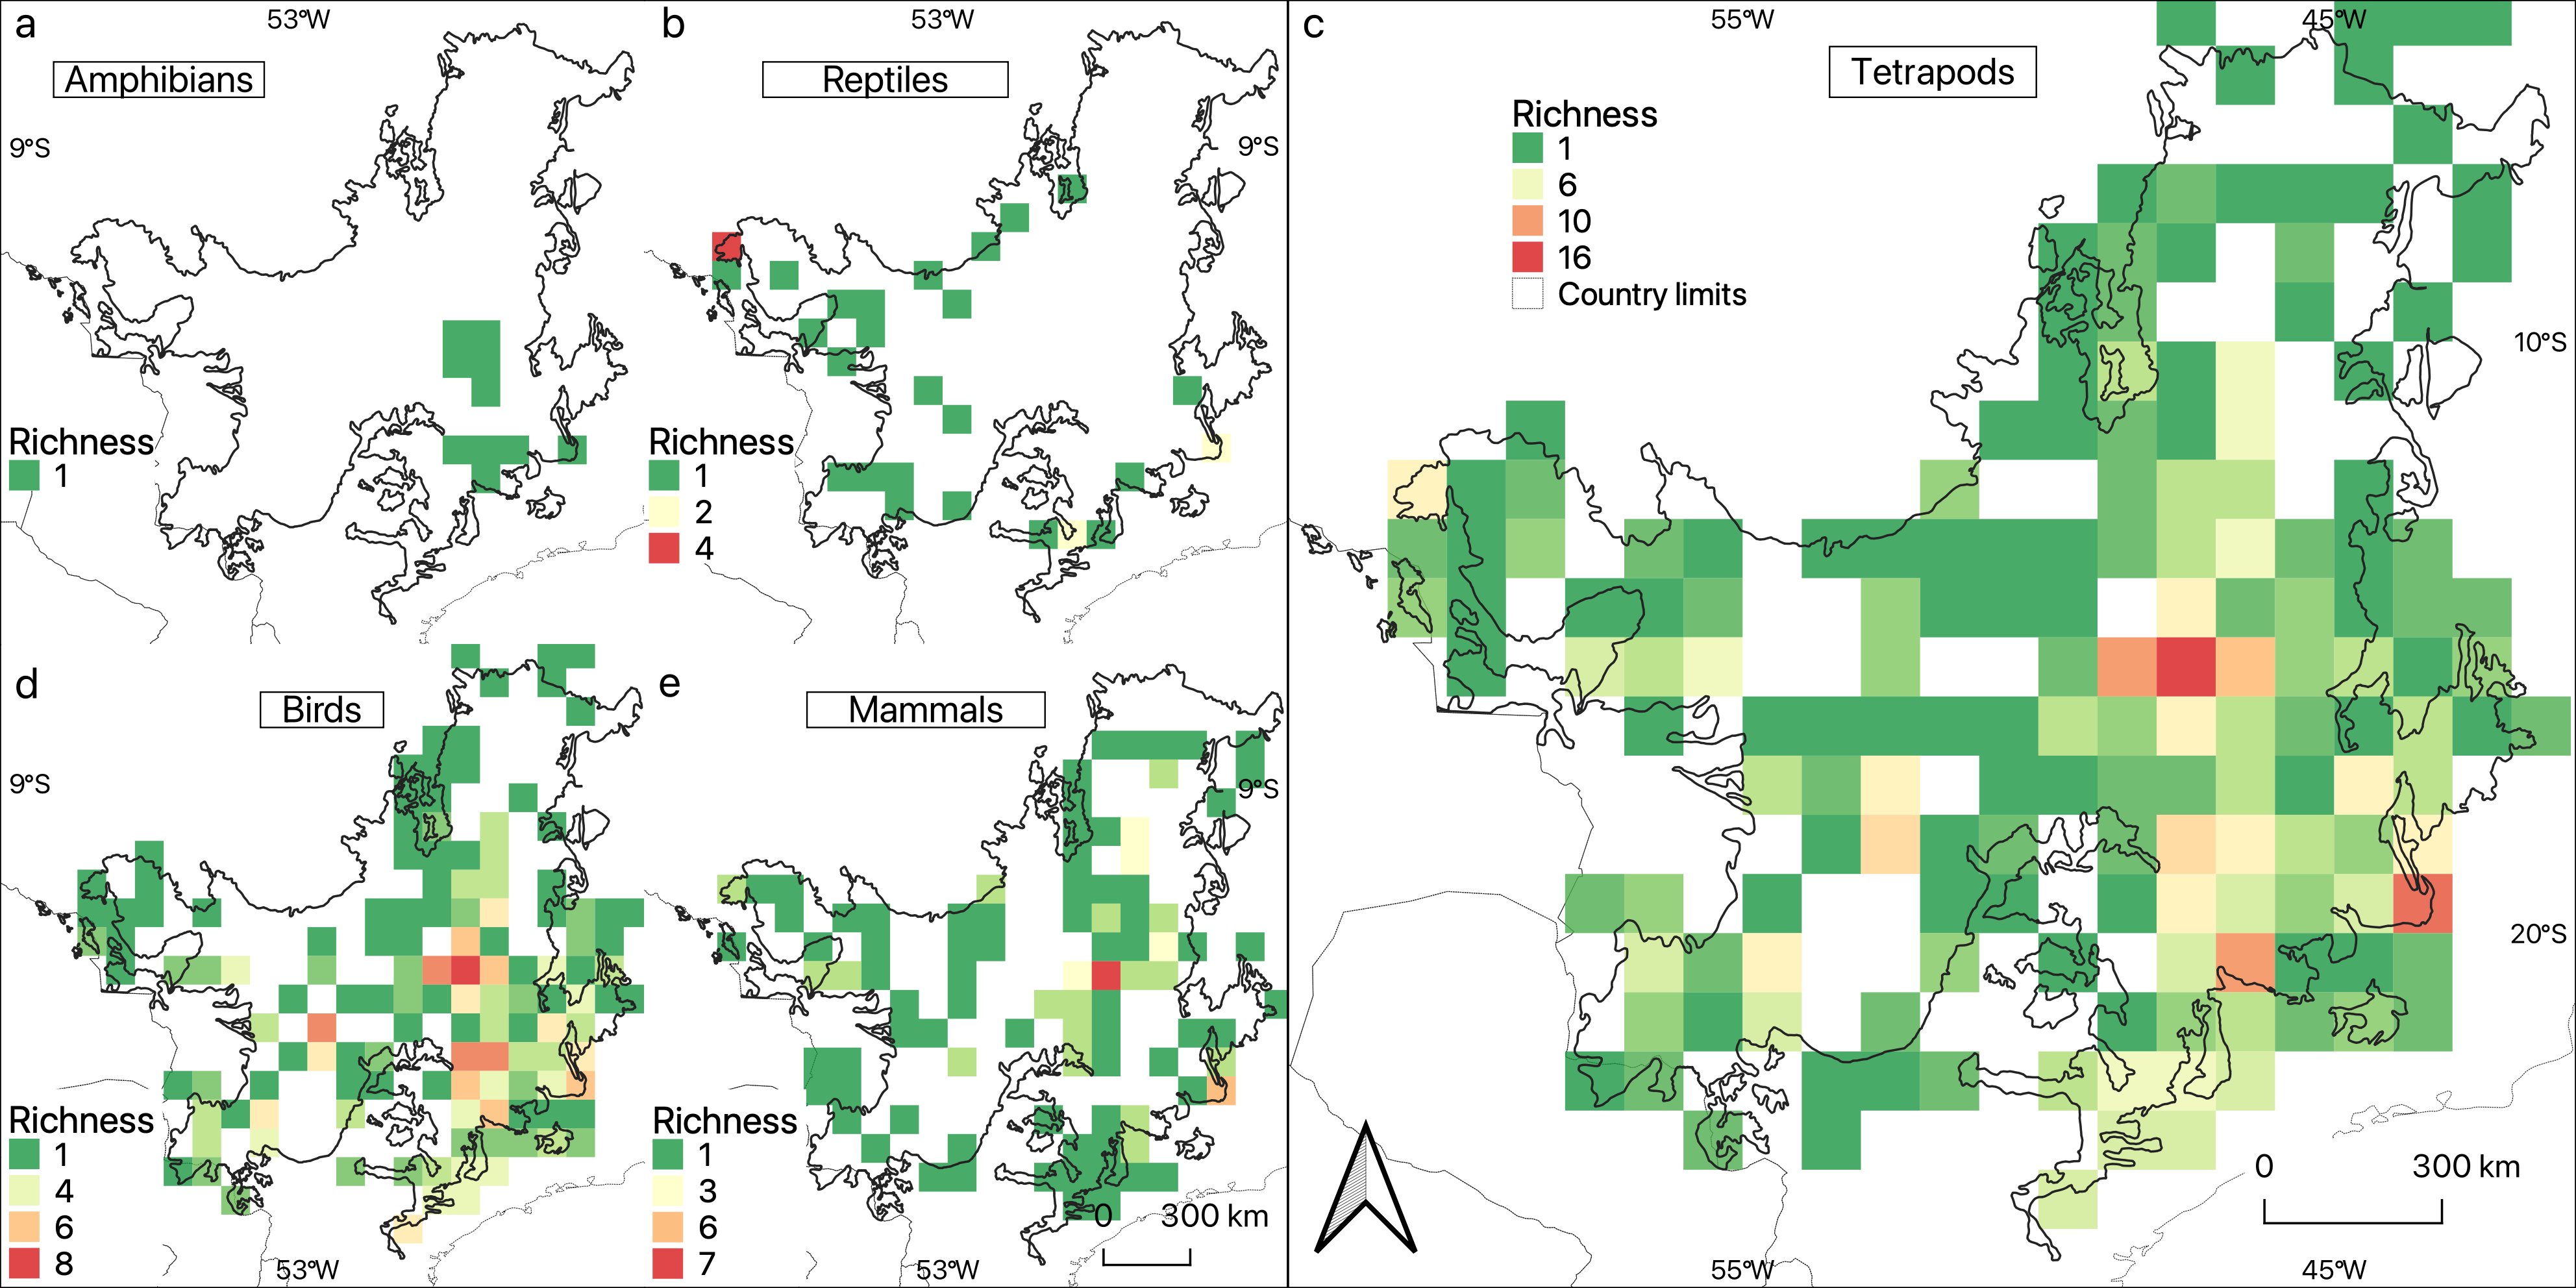 a
53°W
Amphibians
9°S
Richness
1
b
53°W
Reptiles
9°S
Richness
1
2
4
c
55°W
45°W
Tetrapods
Richness
1
6
10
16
Country limits
10°S
20°S
0 300 km
55°W
45°W
d
Birds
9°S
Richness
1
4
6
8
53°W
e
Mammals
9°S
Richness
1
3
6
7
53°W
0 300 km